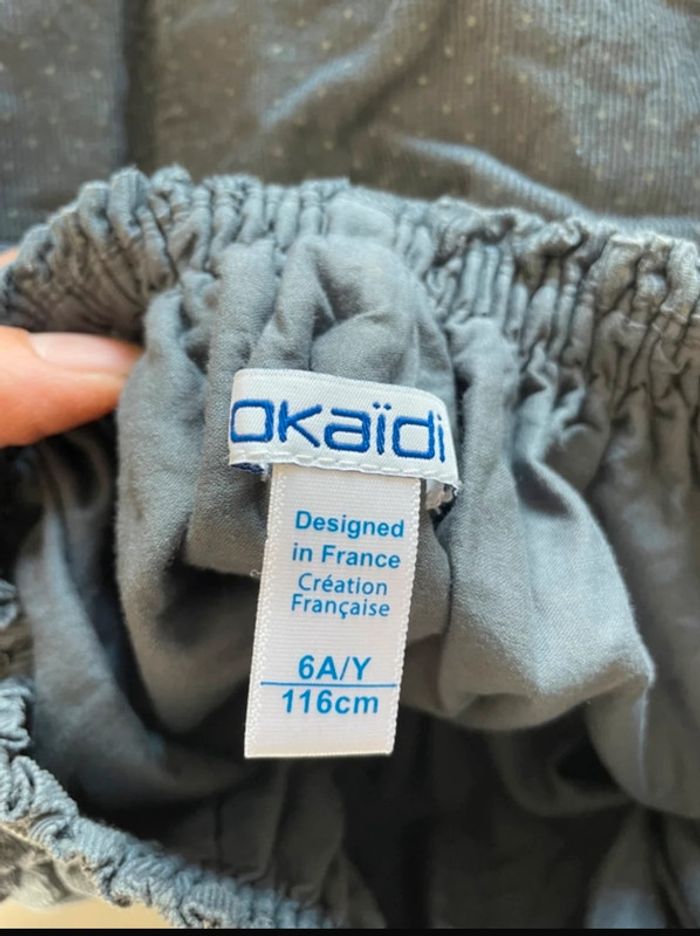 okaïdi
Designed
in France
Création
Française
6A/Y
116cm